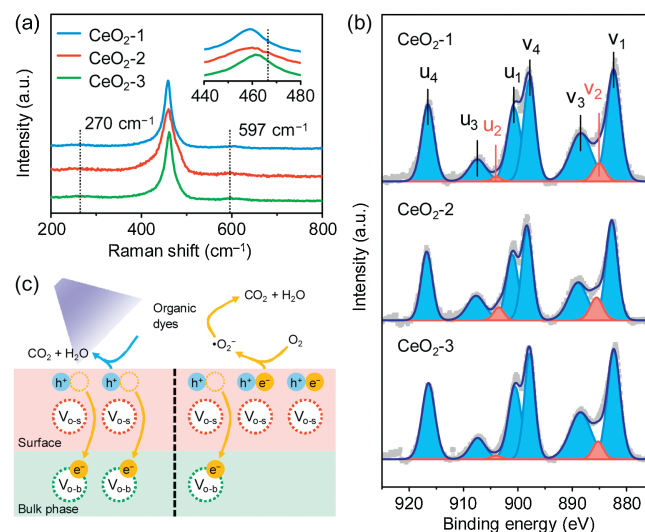 (a)
CeO₂-1
CeO₂-2
CeO₂-3
440 460 480
270 cm⁻¹
597 cm⁻¹
Intensity (a.u.)
200 300 400 500 600 700 800
Raman shift (cm⁻¹)
(b)
CeO₂-1
u₄
u₃
u₂
u₁
v₄
v₃
v₂
v₁
CeO₂-2
CeO₂-3
Intensity (a.u.)
925 910 895 880
Binding energy (eV)
(c)
Organic
dyes
CO₂ + H₂O
CO₂ + H₂O
•O₂⁻
O₂
h⁺ h⁺ h⁺ h⁺ e⁻ h⁺ e⁻
Vo-s Vo-s Vo-s Vo-s Vo-s
Surface
e⁻ e⁻ e⁻
Vo-b Vo-b Vo-b
Bulk phase